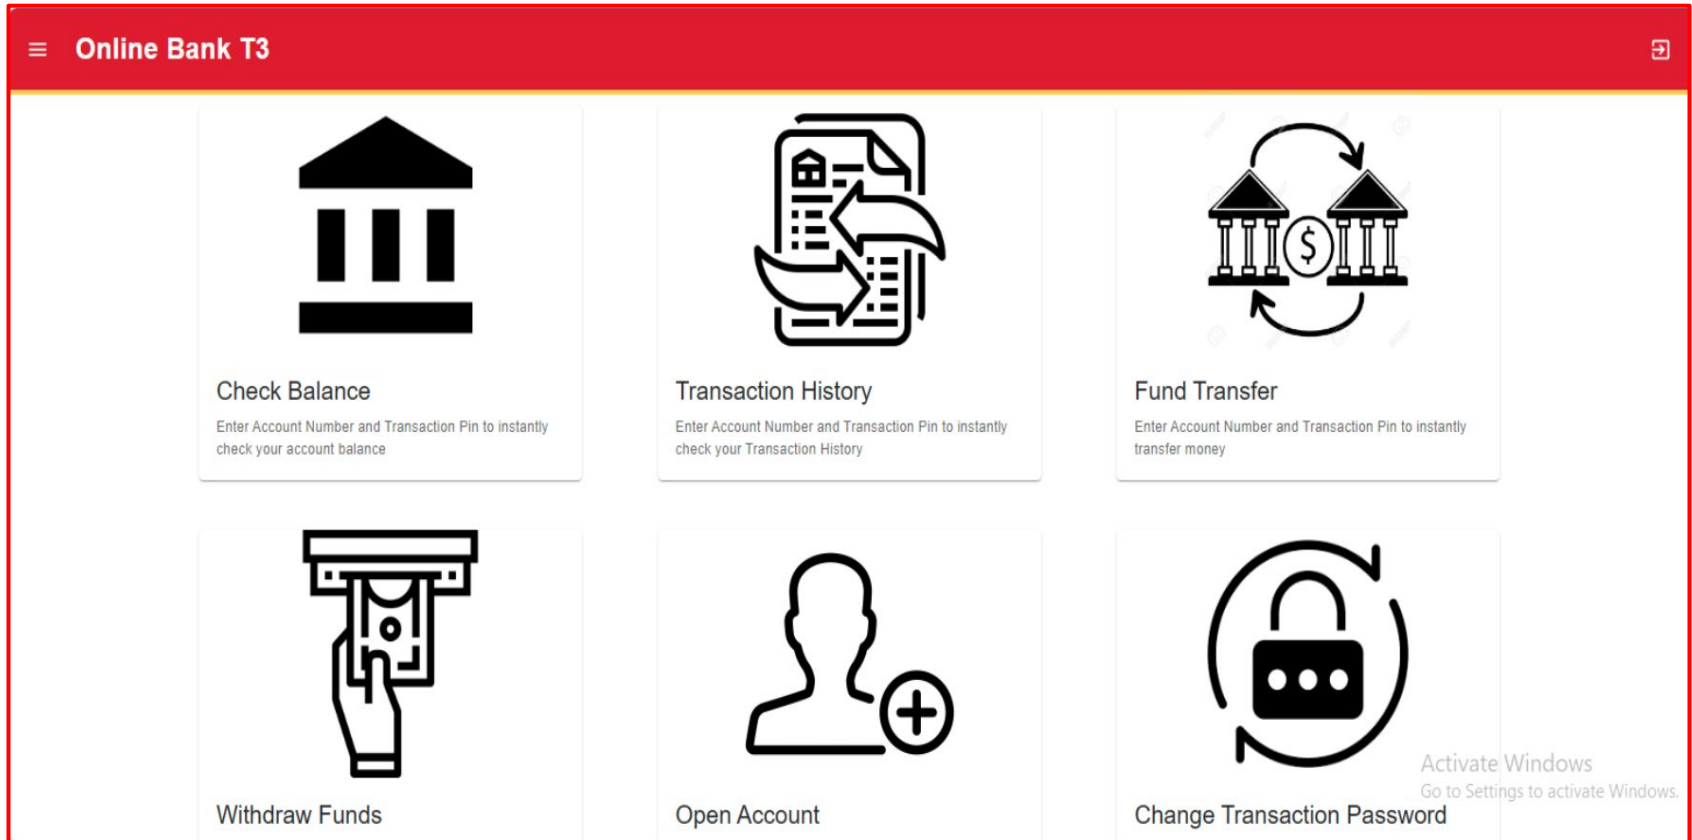 Online Bank T3
Check Balance
Enter Account Number and Transaction Pin to instantly
check your account balance
Transaction History
Enter Account Number and Transaction Pin to instantly
check your Transaction History
$
Fund Transfer
Enter Account Number and Transaction Pin to instantly
transfer money
Withdraw Funds
Open Account
Change Transaction Password
Activate Windows
Go to Settings to activate Windows.